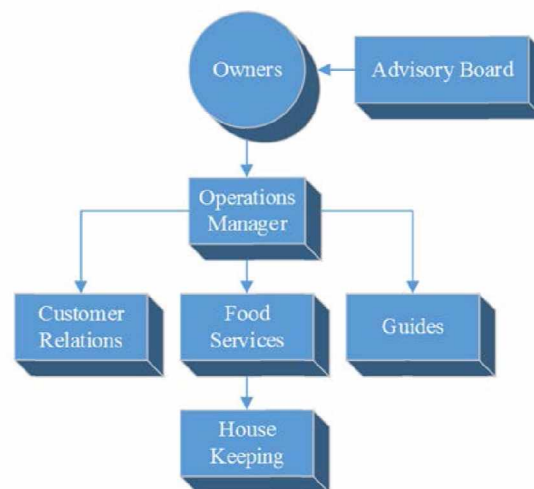 Owners
Advisory Board
Operations
Manager
Customer
Relations
Food
Services
Guides
House
Keeping